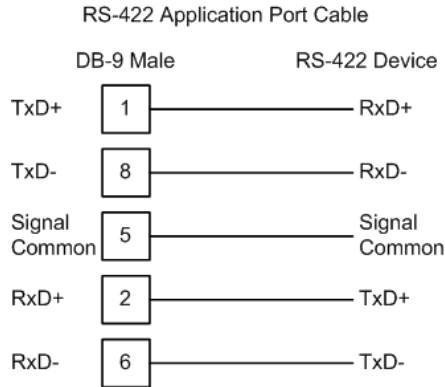 RS-422 Application Port Cable
DB-9 Male RS-422 Device
TxD+ 1 RxD+
TxD- 8 RxD-
Signal Common 5 Signal Common
RxD+ 2 TxD+
RxD- 6 TxD-